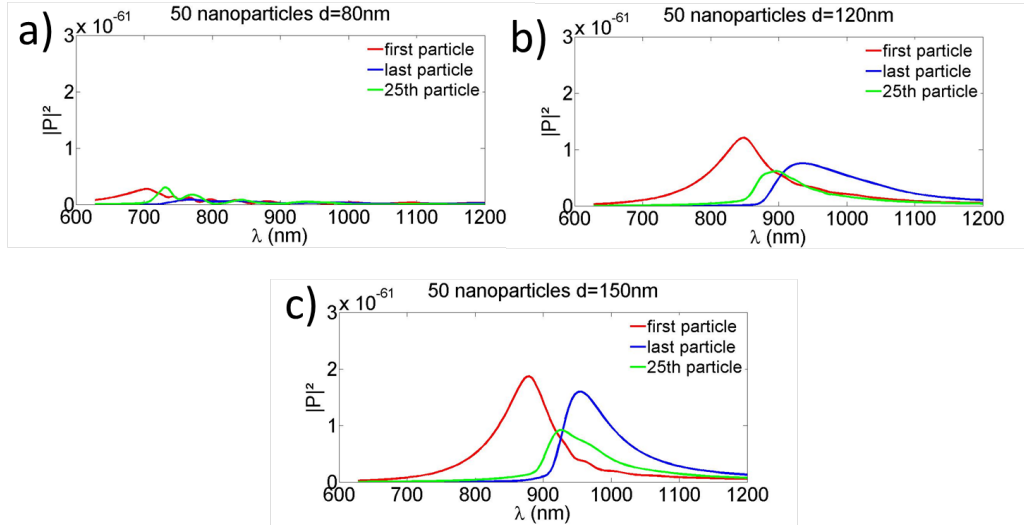 a)
50 nanoparticles d=80nm
3 x 10^-61
first particle
last particle
25th particle
2
1
0
|P|²
600 700 800 900 1000 1100 1200
λ (nm)
b)
50 nanoparticles d=120nm
3 x 10^-61
first particle
last particle
25th particle
2
1
0
|P|²
600 700 800 900 1000 1100 1200
λ (nm)
c)
50 nanoparticles d=150nm
3 x 10^-61
first particle
last particle
25th particle
2
1
0
|P|²
600 700 800 900 1000 1100 1200
λ (nm)